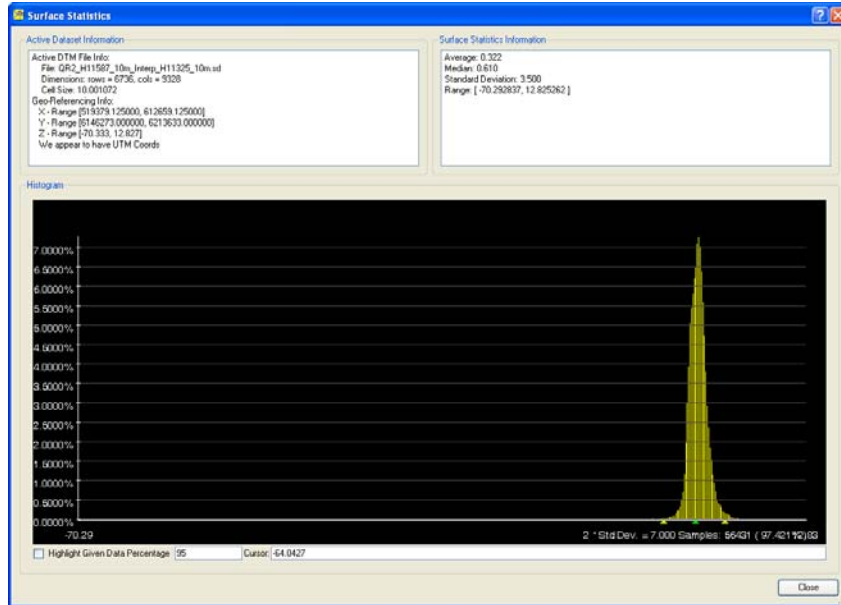 Surface Statistics
Active Dataset Information
Active DTM File Info:
File: QR2_H11587_10m_Interp_H11325_10m.sd
Dimensions: rows = 6736, cols = 9328
Cell Size: 10.001072
Geo-Referencing Info:
X - Range [519379.125000, 612659.125000]
Y - Range [6146273.000000, 6213633.000000]
Z - Range [-70.333, 12.827]
We appear to have UTM Coords
Surface Statistics Information
Average: 0.322
Median: 0.610
Standard Deviation: 3.500
Range: [ -70.292837, 12.825262 ]
Histogram
7.0000%
6.5000%
6.0000%
5.5000%
5.0000%
4.5000%
4.0000%
3.5000%
3.0000%
2.5000%
2.0000%
1.5000%
1.0000%
0.5000%
0.0000%
-70.29
2 * Std Dev. = 7.000 Samples: 56431
Highlight Given Data Percentage 95 Cursor: -64.0427
Close